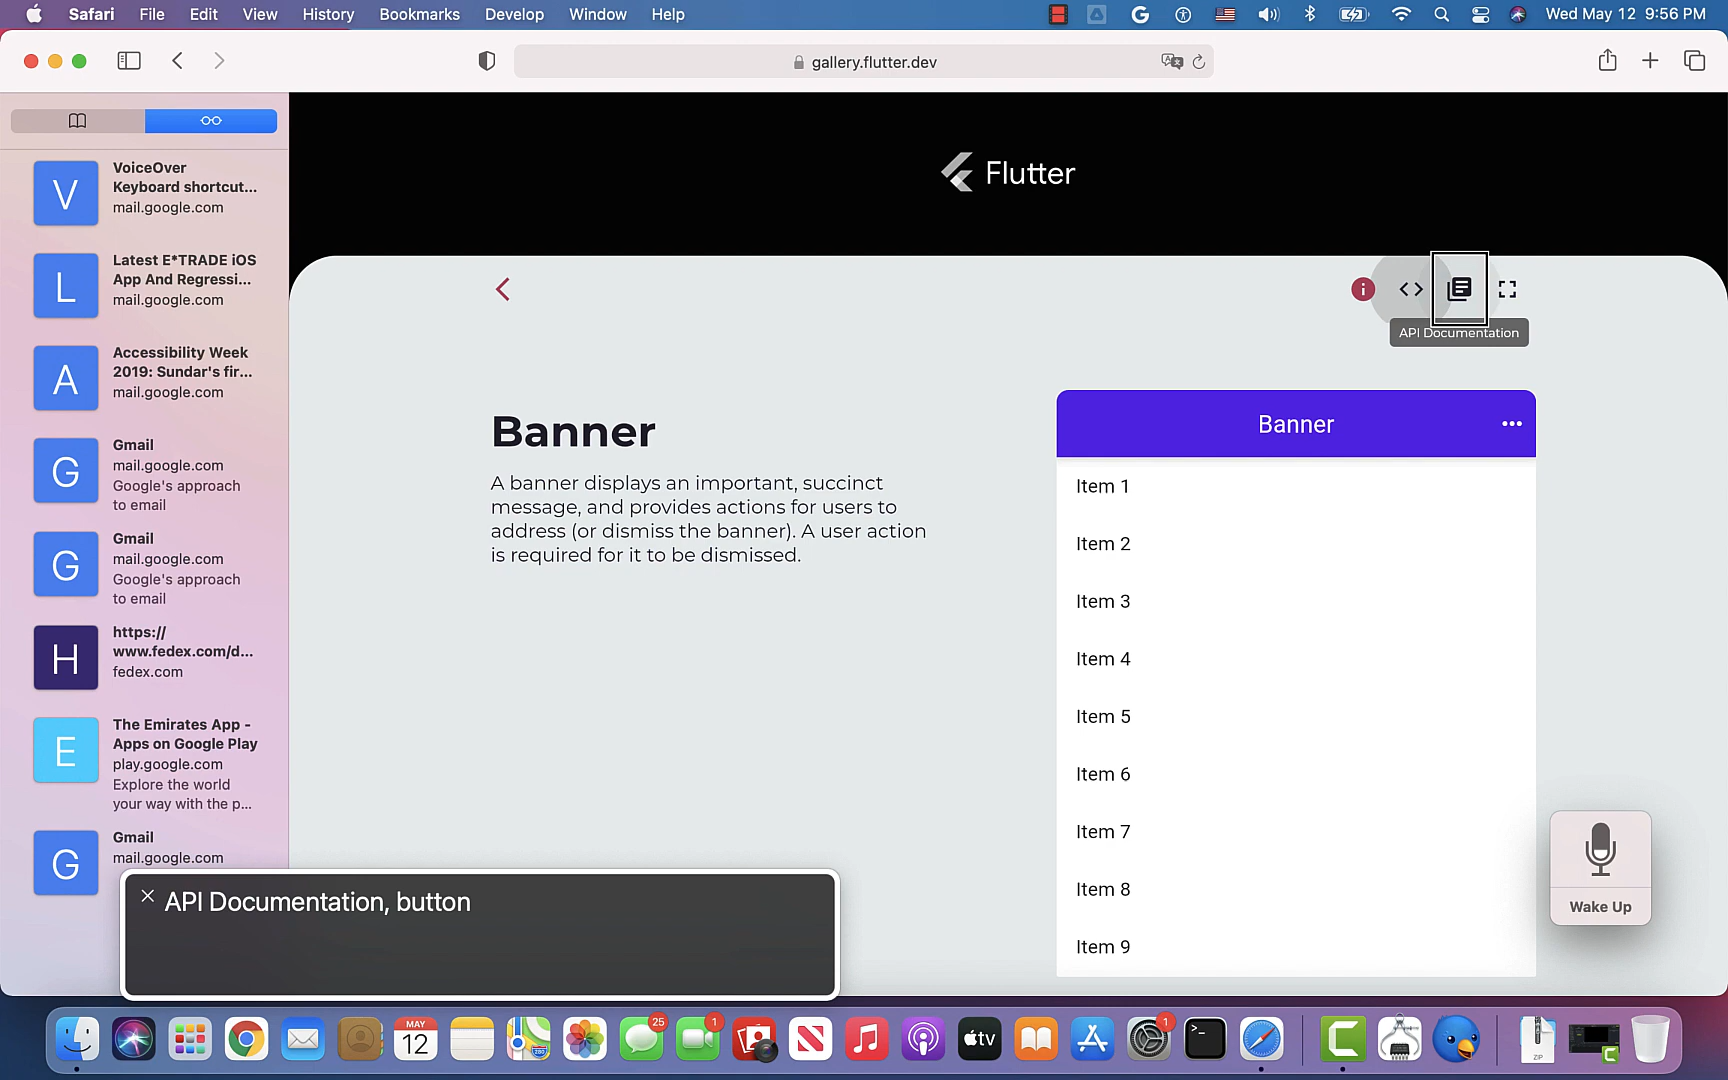 Safari File Edit View History Bookmarks Develop Window Help Wed May 12 9:56 PM
gallery.flutter.dev
VoiceOver
Keyboard shortcut...
mail.google.com
Latest E*TRADE iOS
App And Regressi...
mail.google.com
Accessibility Week
2019: Sundar's fir...
mail.google.com
Gmail
mail.google.com
Google's approach
to email
Gmail
mail.google.com
Google's approach
to email
https://
www.fedex.com/d...
fedex.com
The Emirates App -
Apps on Google Play
play.google.com
Explore the world
your way with the p...
Gmail
mail.google.com
V
L
A
G
G
H
E
G
Flutter
API Documentation
Banner
A banner displays an important, succinct
message, and provides actions for users to
address (or dismiss the banner). A user action
is required for it to be dismissed.
Banner
Item 1
Item 2
Item 3
Item 4
Item 5
Item 6
Item 7
Item 8
Item 9
Wake Up
API Documentation, button
MAY
12
25
1
280
tv
1
ZIP